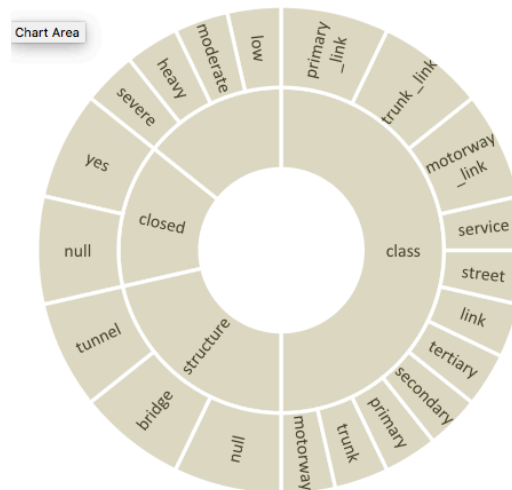 Chart Area
low
moderate
heavy
severe
yes
null
tunnel
bridge
null
closed
structure
class
primary
_link
trunk_link
motorway
_link
service
street
link
tertiary
secondary
primary
trunk
motorway